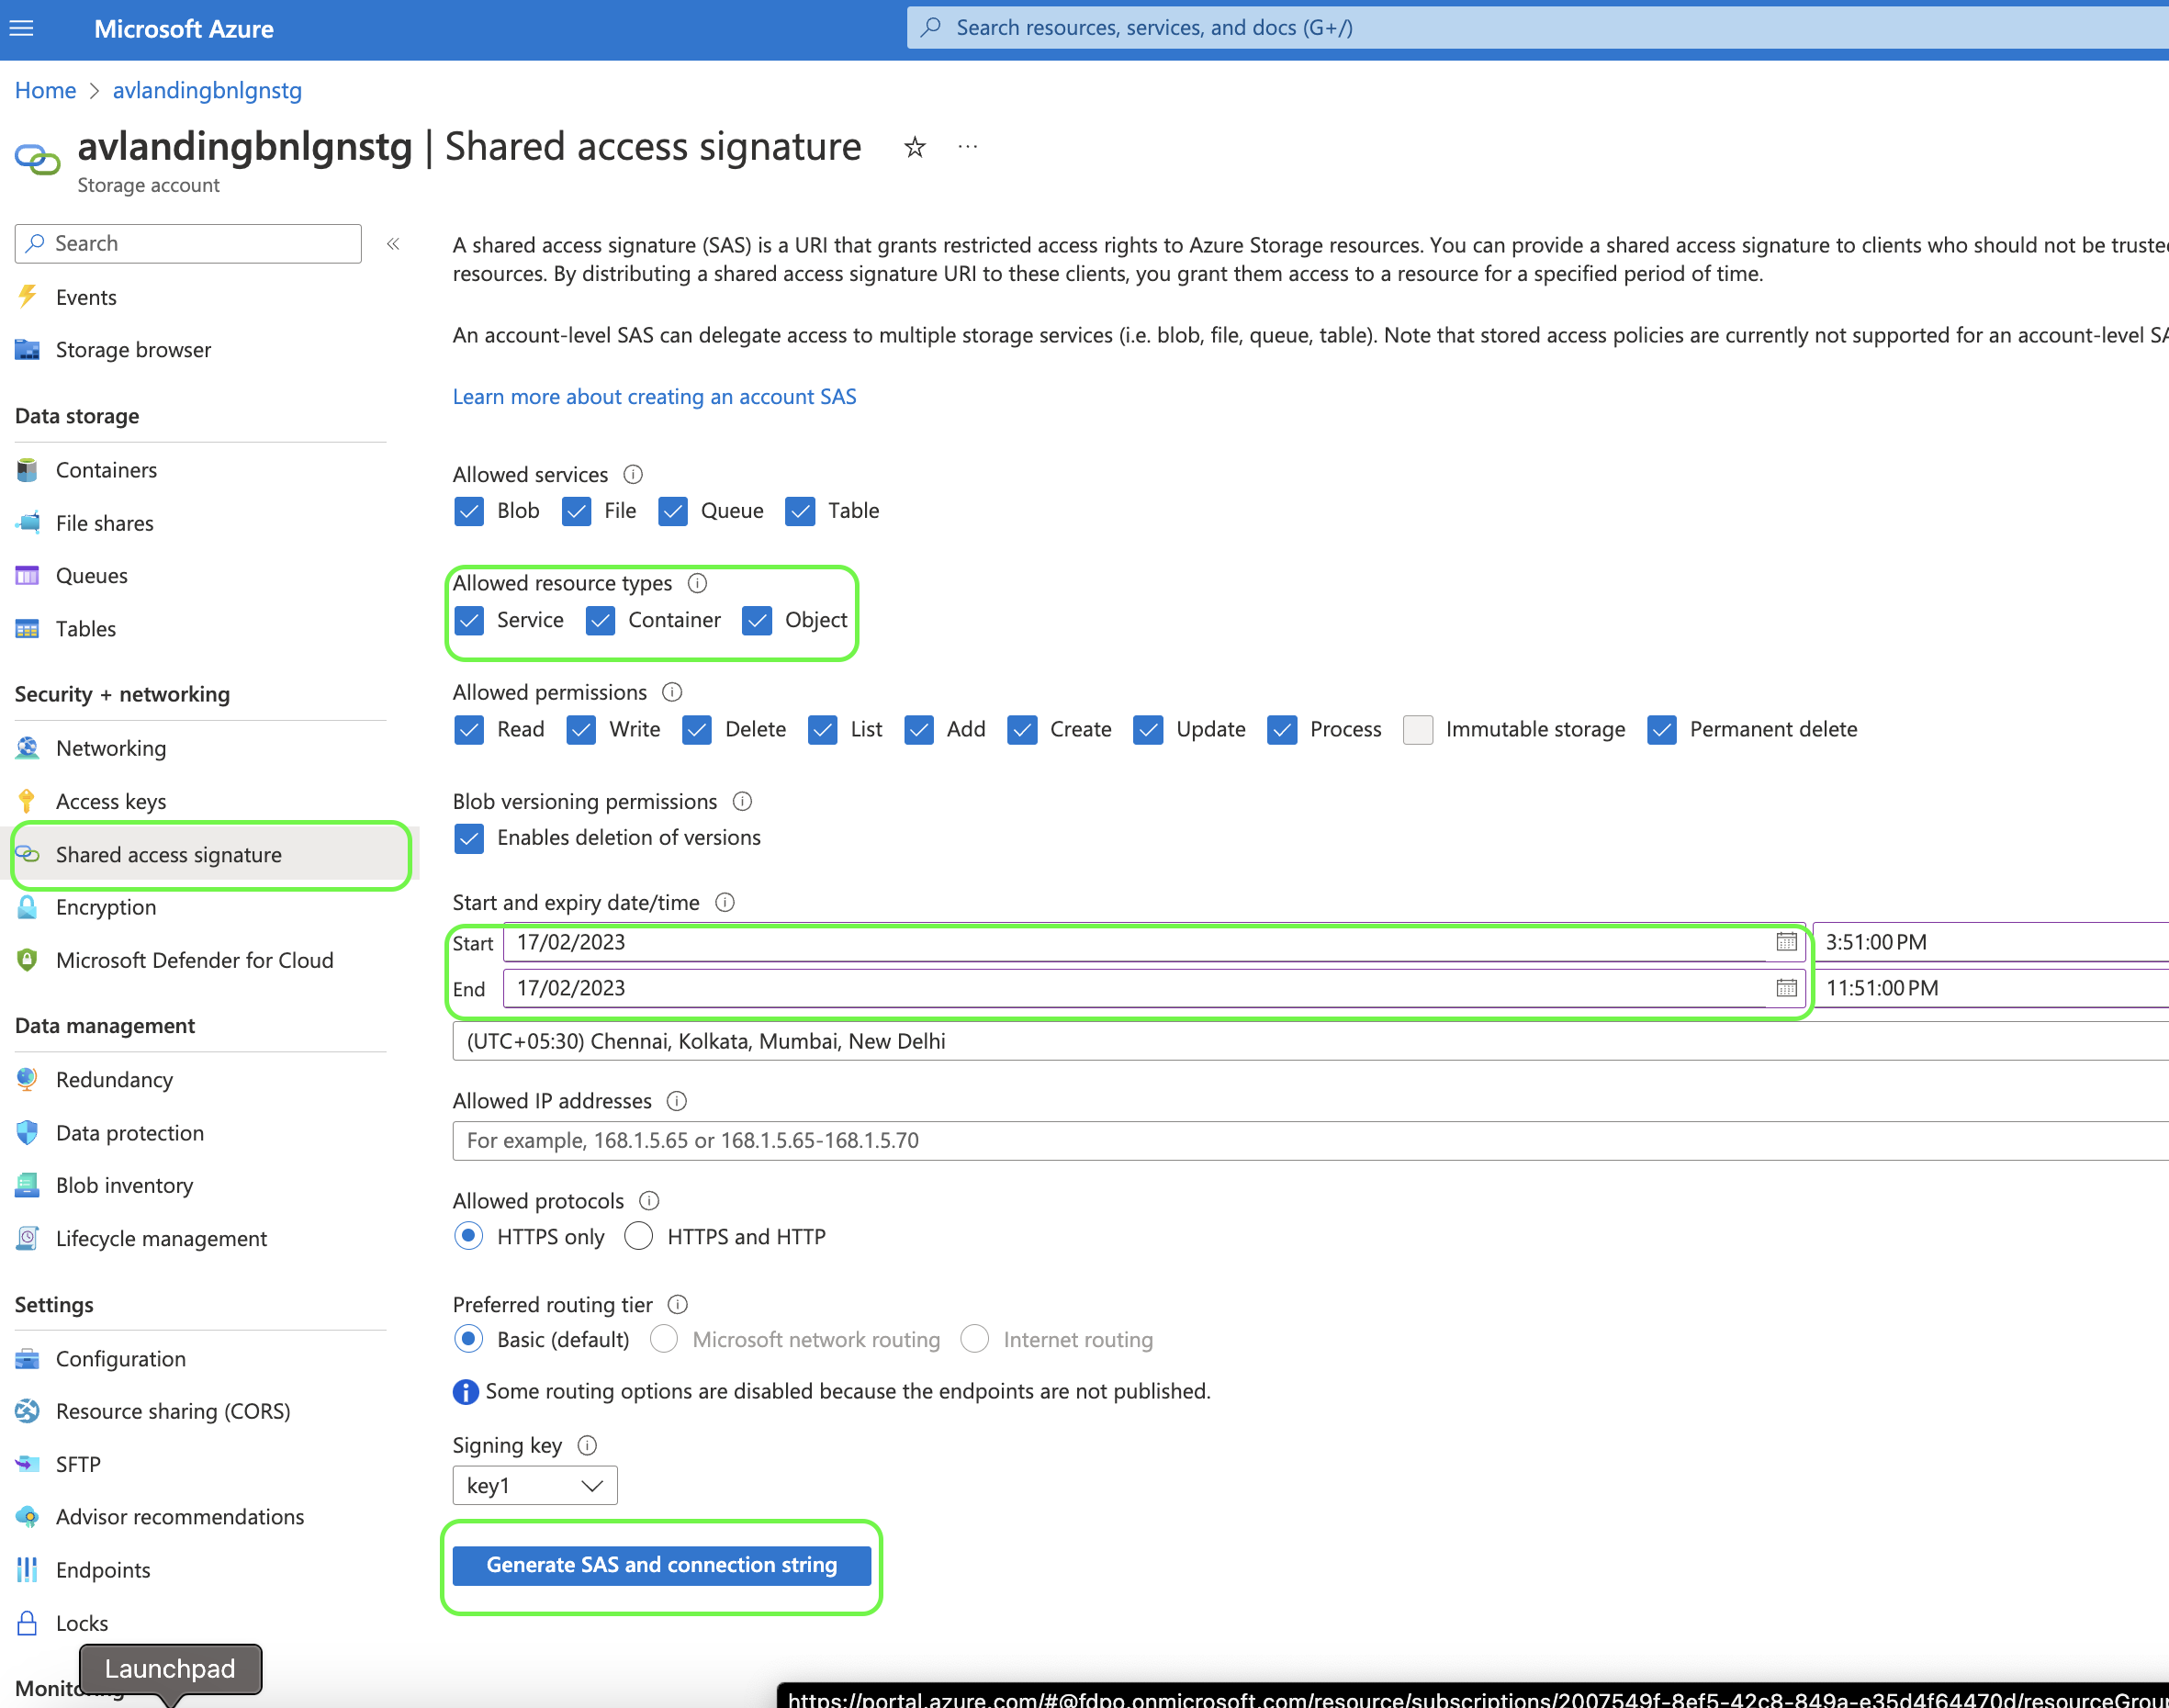 Microsoft Azure
Search resources, services, and docs (G+/)
Home > avlandingbnlgnstg
avlandingbnlgnstg | Shared access signature ☆ ...
Storage account
Search «
Events
Storage browser
Data storage
Containers
File shares
Queues
Tables
Security + networking
Networking
Access keys
Shared access signature
Encryption
Microsoft Defender for Cloud
Data management
Redundancy
Data protection
Blob inventory
Lifecycle management
Settings
Configuration
Resource sharing (CORS)
SFTP
Advisor recommendations
Endpoints
Locks
Launchpad
A shared access signature (SAS) is a URI that grants restricted access rights to Azure Storage resources. You can provide a shared access signature to clients who should not be
resources. By distributing a shared access signature URI to these clients, you grant them access to a resource for a specified period of time.
An account-level SAS can delegate access to multiple storage services (i.e. blob, file, queue, table). Note that stored access policies are currently not supported for an account-level
Learn more about creating an account SAS
Allowed services
Blob File Queue Table
Allowed resource types
Service Container Object
Allowed permissions
Read Write Delete List Add Create Update Process Immutable storage Permanent delete
Blob versioning permissions
Enables deletion of versions
Start and expiry date/time
Start 17/02/2023 3:51:00 PM
End 17/02/2023 11:51:00 PM
(UTC+05:30) Chennai, Kolkata, Mumbai, New Delhi
Allowed IP addresses
For example, 168.1.5.65 or 168.1.5.65-168.1.5.70
Allowed protocols
HTTPS only HTTPS and HTTP
Preferred routing tier
Basic (default) Microsoft network routing Internet routing
Some routing options are disabled because the endpoints are not published.
Signing key
key1
Generate SAS and connection string
https://portal.azure.com/#@fdpo.onmicrosoft.com/resource/subscriptions/2007549f-8ef5-42c8-849a-e35d4f64470d/resourceGrou